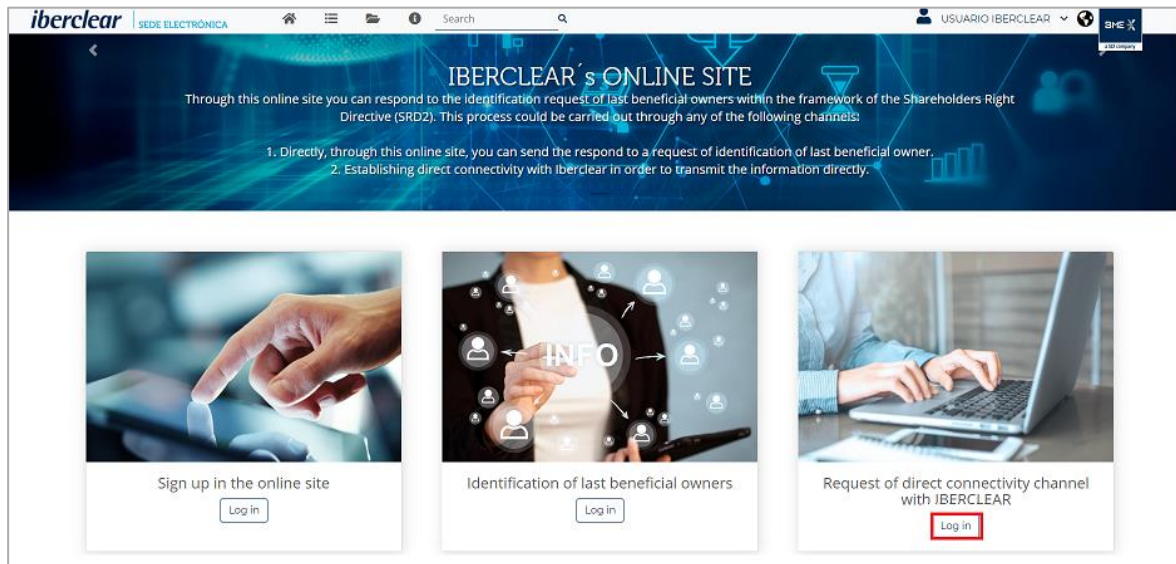 iberclear SEDE ELECTRÓNICA Search USUARIO IBERCLEAR BME X
a SIX company
IBERCLEAR´s ONLINE SITE
Through this online site you can respond to the identification request of last beneficial owners within the framework of the Shareholders Right
Directive (SRD2). This process could be carried out through any of the following channels:
1. Directly, through this online site, you can send the respond to a request of identification of last beneficial owner.
2. Establishing direct connectivity with Iberclear in order to transmit the information directly.
INFO
Sign up in the online site
Log in
Identification of last beneficial owners
Log in
Request of direct connectivity channel
with IBERCLEAR
Log in